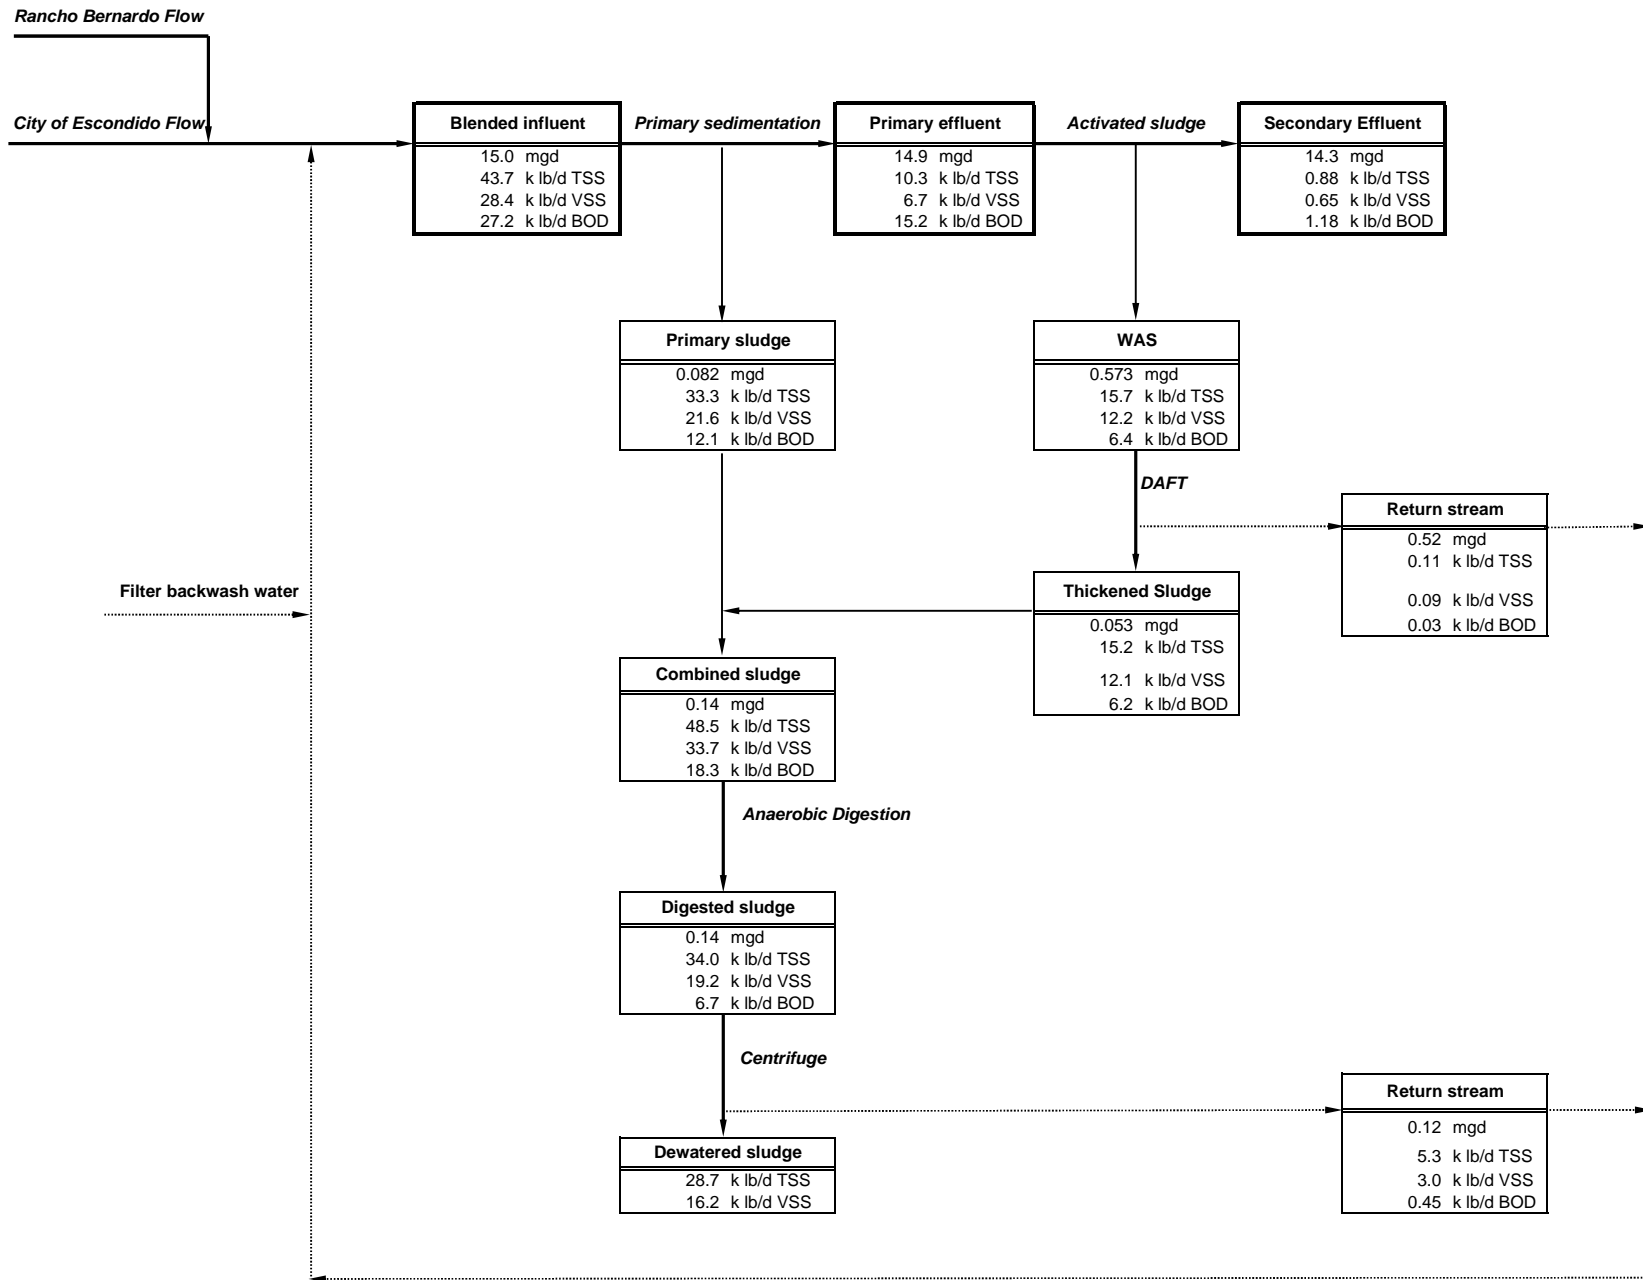 Rancho Bernardo Flow
City of Escondido Flow
Blended influent
15.0 mgd
43.7 k lb/d TSS
28.4 k lb/d VSS
27.2 k lb/d BOD
Primary sedimentation
Primary effluent
14.9 mgd
10.3 k lb/d TSS
6.7 k lb/d VSS
15.2 k lb/d BOD
Activated sludge
Secondary Effluent
14.3 mgd
0.88 k lb/d TSS
0.65 k lb/d VSS
1.18 k lb/d BOD
Primary sludge
0.082 mgd
33.3 k lb/d TSS
21.6 k lb/d VSS
12.1 k lb/d BOD
WAS
0.573 mgd
15.7 k lb/d TSS
12.2 k lb/d VSS
6.4 k lb/d BOD
DAFT
Return stream
0.52 mgd
0.11 k lb/d TSS
0.09 k lb/d VSS
0.03 k lb/d BOD
Filter backwash water
Thickened Sludge
0.053 mgd
15.2 k lb/d TSS
12.1 k lb/d VSS
6.2 k lb/d BOD
Combined sludge
0.14 mgd
48.5 k lb/d TSS
33.7 k lb/d VSS
18.3 k lb/d BOD
Anaerobic Digestion
Digested sludge
0.14 mgd
34.0 k lb/d TSS
19.2 k lb/d VSS
6.7 k lb/d BOD
Centrifuge
Return stream
0.12 mgd
5.3 k lb/d TSS
3.0 k lb/d VSS
0.45 k lb/d BOD
Dewatered sludge
28.7 k lb/d TSS
16.2 k lb/d VSS